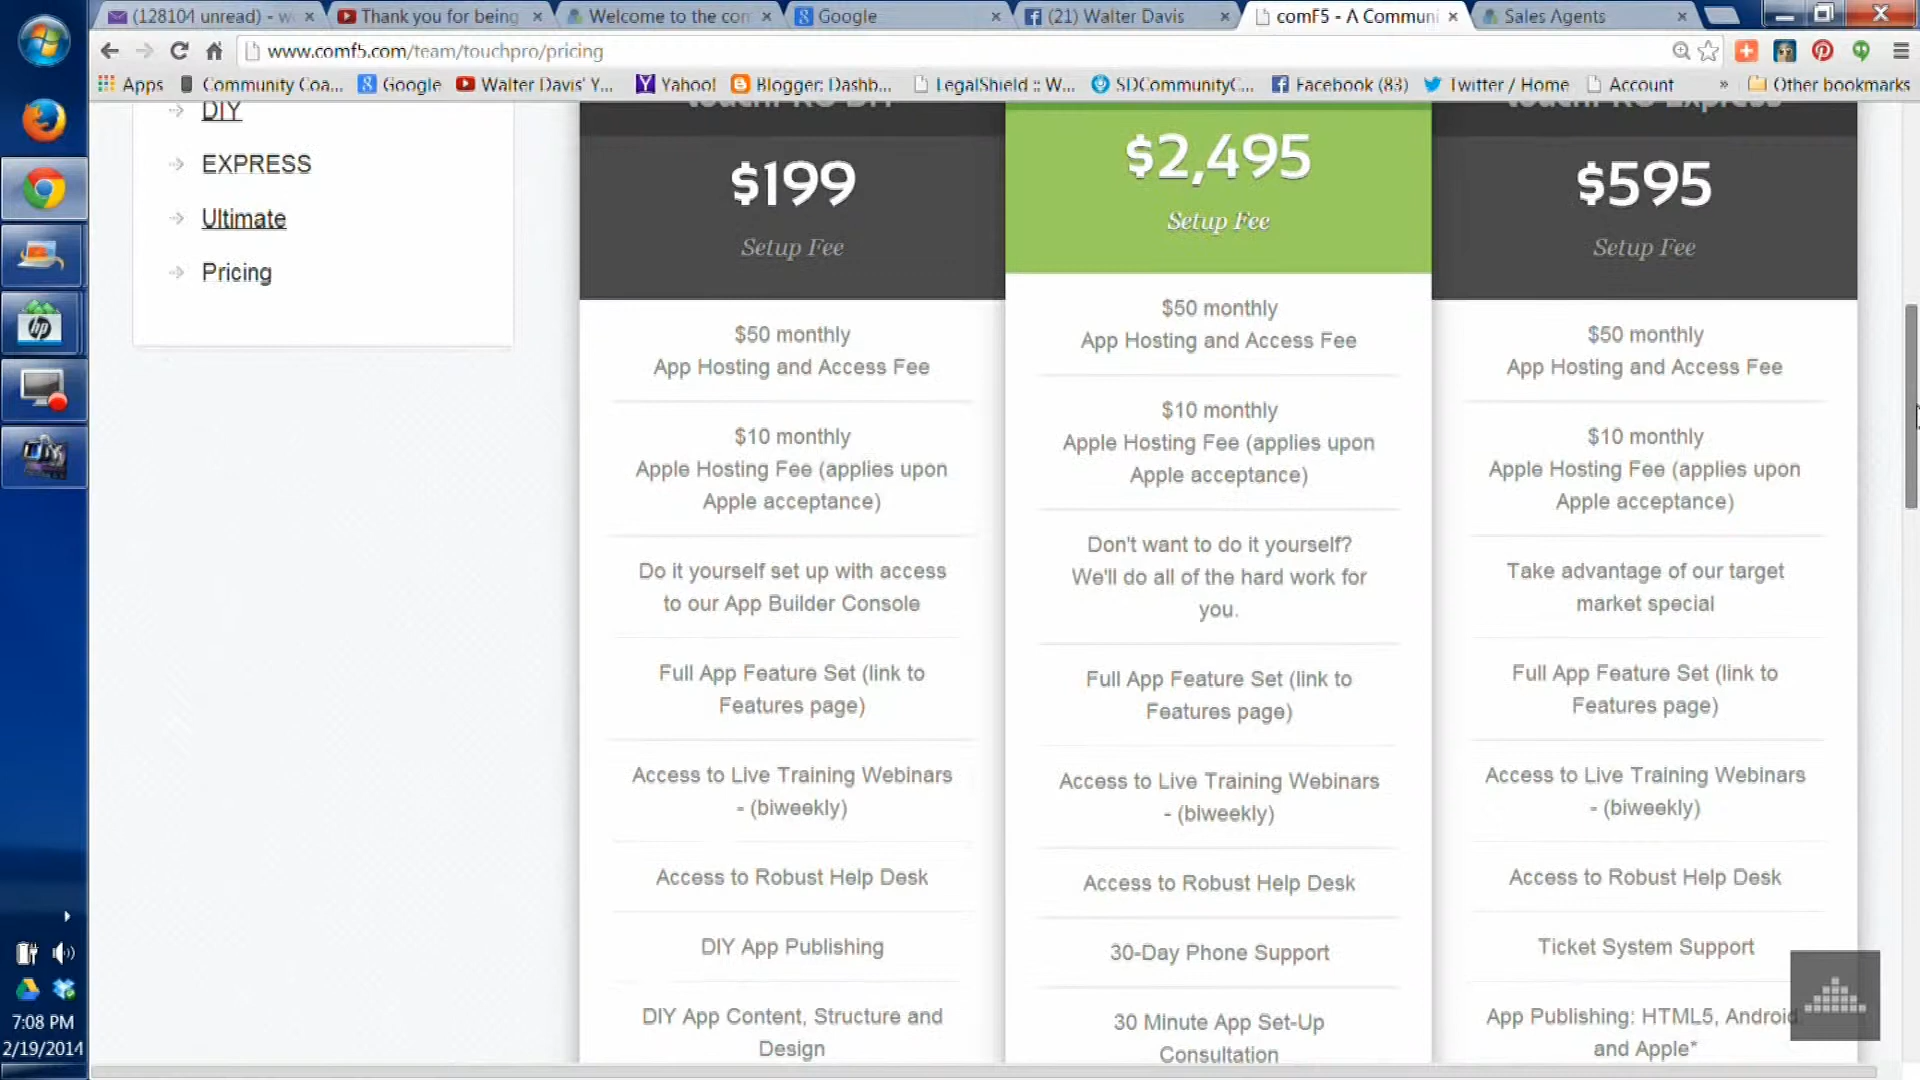 (128104 unread) - w
Thank you for being
Welcome to the con
Google
(21) Walter Davis
comF5 - A Communi
Sales Agents
www.comf5.com/team/touchpro/pricing
Apps
Community Coa...
Google
Walter Davis' Y...
Yahoo!
Blogger: Dashb...
LegalShield :: W...
SDCommunityC...
Facebook (83)
Twitter / Home
Account
»
Other bookmarks
DIY
EXPRESS
Ultimate
Pricing
$199
Setup Fee
$50 monthly
App Hosting and Access Fee
$10 monthly
Apple Hosting Fee (applies upon
Apple acceptance)
Do it yourself set up with access
to our App Builder Console
Full App Feature Set (link to
Features page)
Access to Live Training Webinars
- (biweekly)
Access to Robust Help Desk
DIY App Publishing
DIY App Content, Structure and
Design
$2,495
Setup Fee
$50 monthly
App Hosting and Access Fee
$10 monthly
Apple Hosting Fee (applies upon
Apple acceptance)
Don't want to do it yourself?
We'll do all of the hard work for
you.
Full App Feature Set (link to
Features page)
Access to Live Training Webinars
- (biweekly)
Access to Robust Help Desk
30-Day Phone Support
30 Minute App Set-Up
Consultation
touchPRO Express
$595
Setup Fee
$50 monthly
App Hosting and Access Fee
$10 monthly
Apple Hosting Fee (applies upon
Apple acceptance)
Take advantage of our target
market special
Full App Feature Set (link to
Features page)
Access to Live Training Webinars
- (biweekly)
Access to Robust Help Desk
Ticket System Support
App Publishing: HTML5, Android
and Apple*
hp
7:08 PM
2/19/2014